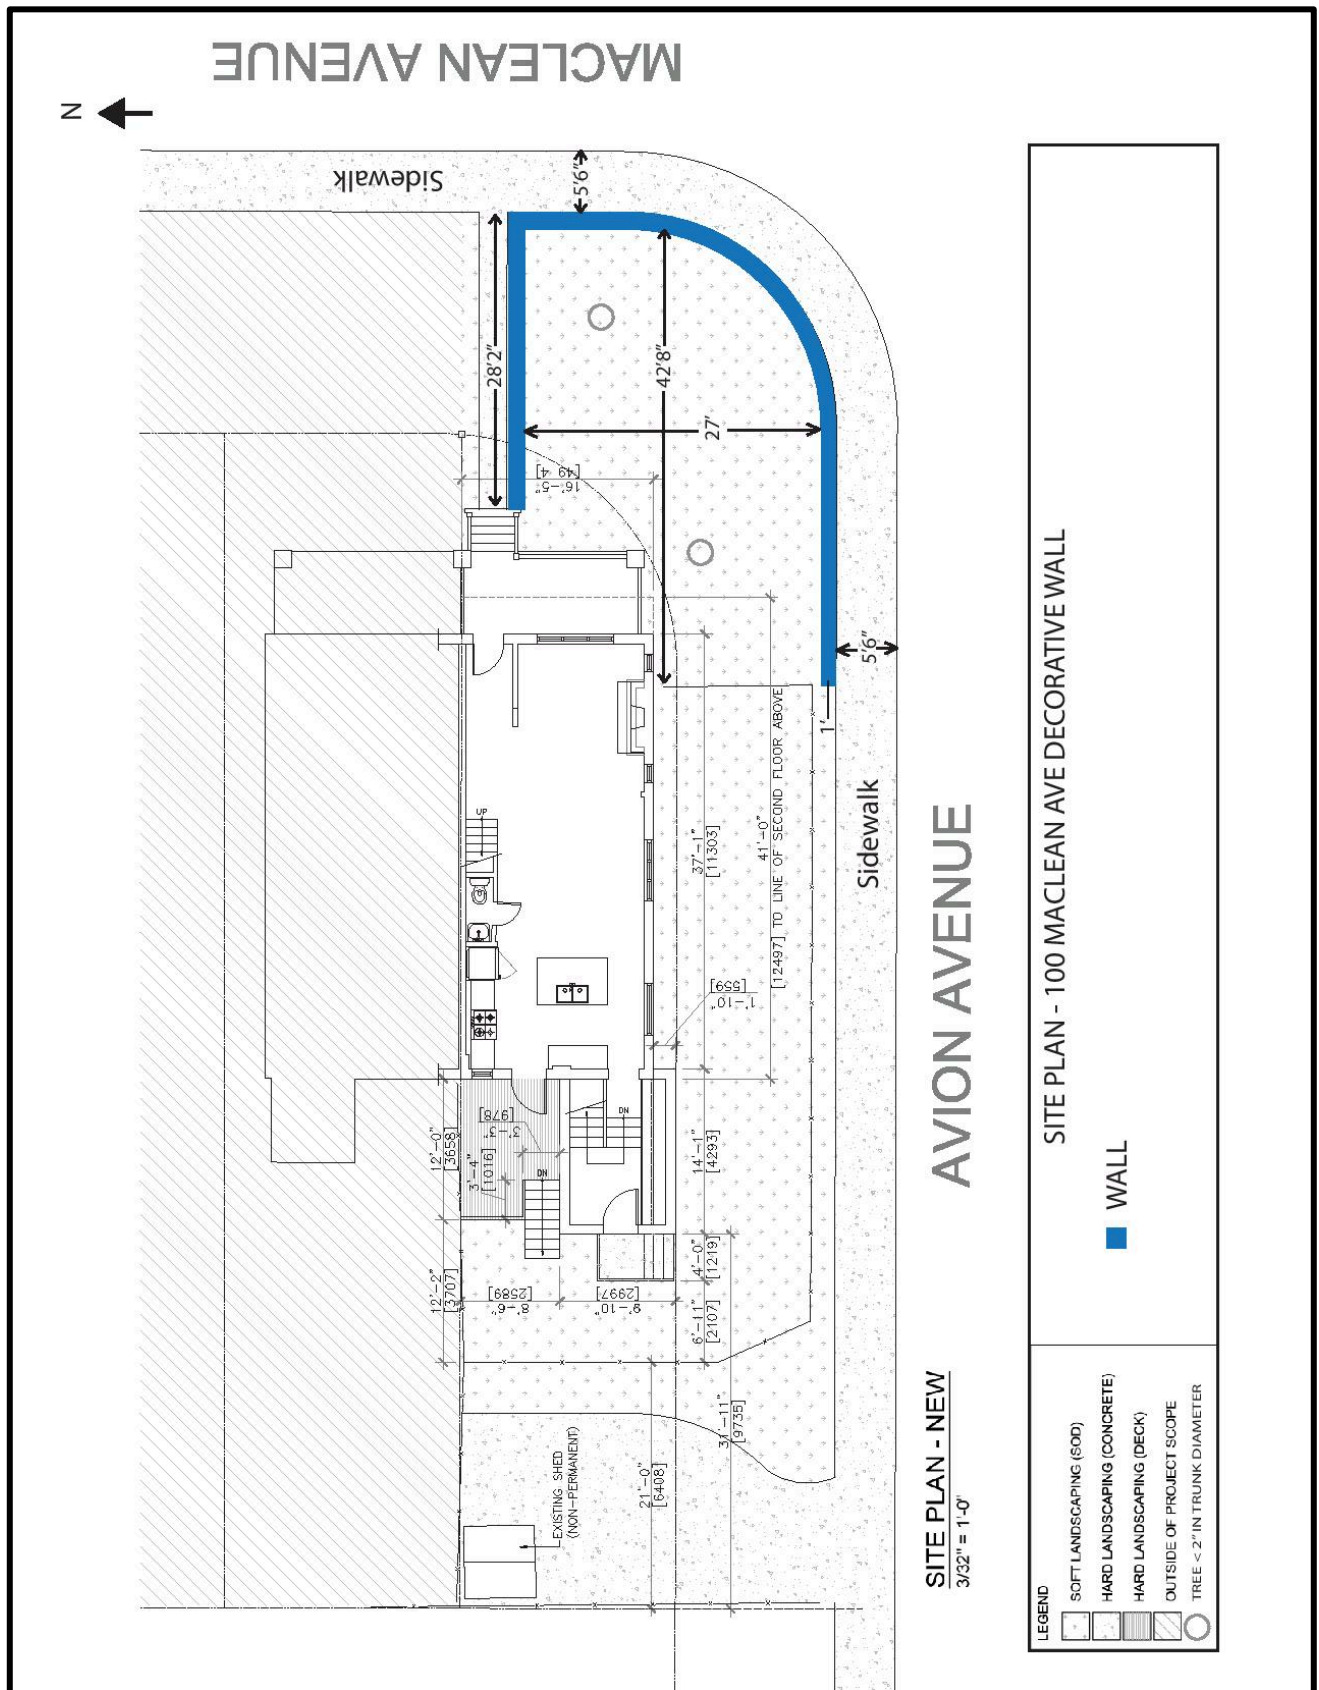 MACLEAN AVENUE
N
Sidewalk
5'6"
28'2"
42'8"
27'
16'-5"
[49 4]
5'6"
1'
Sidewalk
UP
37'-1"
[11303]
41'-0"
[12497] TO LINE OF SECOND FLOOR ABOVE
1'-10"
[559]
AVION AVENUE
12'-0"
[3658]
3'-3"
[978]
3'-4"
[1016]
DN
DN
14'-1"
[4293]
12'-2"
[3707]
8'-6"
[2589]
9'-10"
[2997]
4'-0"
[1219]
6'-11"
[2107]
31'-11"
[9735]
21'-0"
[6408]
EXISTING SHED
(NON-PERMANENT)
SITE PLAN - NEW
3/32" = 1'-0"
SITE PLAN - 100 MACLEAN AVE DECORATIVE WALL
WALL
LEGEND
SOFT LANDSCAPING (SOD)
HARD LANDSCAPING (CONCRETE)
HARD LANDSCAPING (DECK)
OUTSIDE OF PROJECT SCOPE
TREE < 2" IN TRUNK DIAMETER